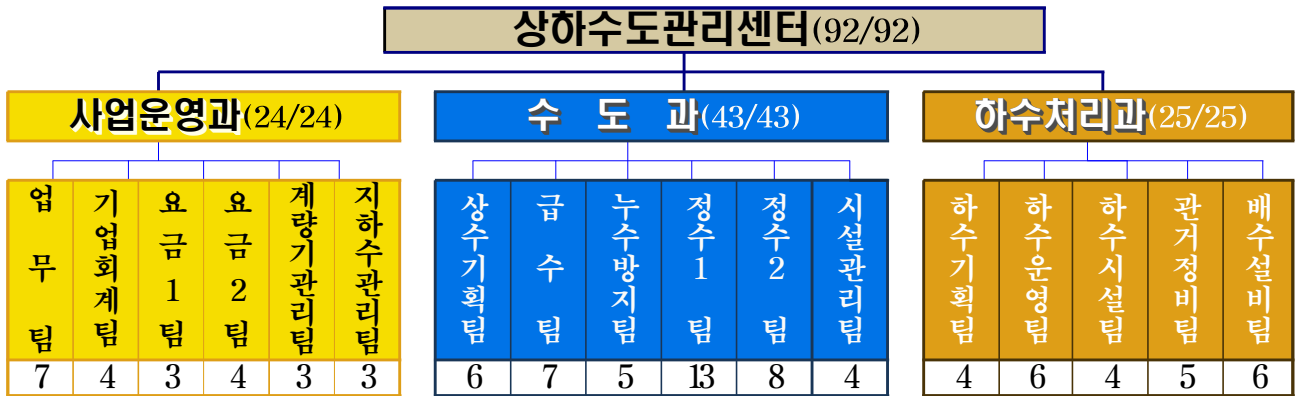 상하수도관리센터(92/92)
사업운영과(24/24)
수 도 과(43/43)
하수처리과(25/25)
업무팀
기업회계팀
요금1팀
요금2팀
계량기관리팀
지하수관리팀
상수기획팀
급수팀
누수방지팀
정수1팀
정수2팀
시설관리팀
하수기획팀
하수운영팀
하수시설팀
관거정비팀
배수설비팀
7 4 3 4 3 3
6 7 5 13 8 4
4 6 4 5 6